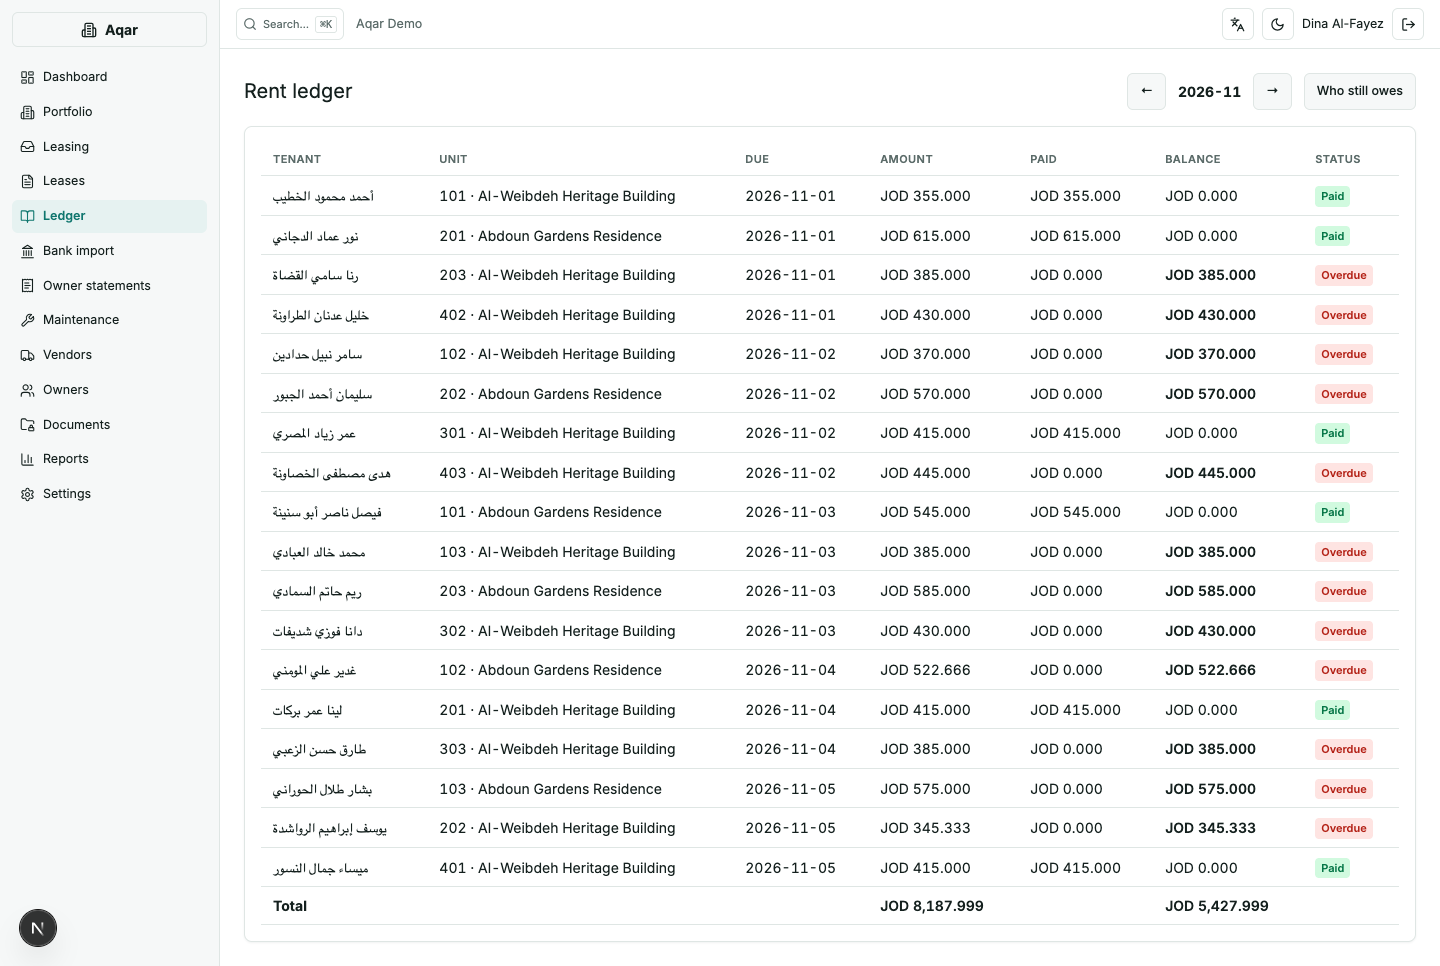 Aqar
Search... ⌘K
Aqar Demo
Dina Al-Fayez
Dashboard
Portfolio
Leasing
Leases
Ledger
Bank import
Owner statements
Maintenance
Vendors
Owners
Documents
Reports
Settings
N
Rent ledger
← 2026-11 → Who still owes
TENANT UNIT DUE AMOUNT PAID BALANCE STATUS
أحمد محمود الخطيب 101 · Al-Weibdeh Heritage Building 2026-11-01 JOD 355.000 JOD 355.000 JOD 0.000 Paid
نور عماد الدجاني 201 · Abdoun Gardens Residence 2026-11-01 JOD 615.000 JOD 615.000 JOD 0.000 Paid
رنا سامي القضاة 203 · Al-Weibdeh Heritage Building 2026-11-01 JOD 385.000 JOD 0.000 JOD 385.000 Overdue
خليل عدنان الطراونة 402 · Al-Weibdeh Heritage Building 2026-11-01 JOD 430.000 JOD 0.000 JOD 430.000 Overdue
سامر نبيل حدادين 102 · Al-Weibdeh Heritage Building 2026-11-02 JOD 370.000 JOD 0.000 JOD 370.000 Overdue
سليمان أحمد الجبور 202 · Abdoun Gardens Residence 2026-11-02 JOD 570.000 JOD 0.000 JOD 570.000 Overdue
عمر زياد المصري 301 · Al-Weibdeh Heritage Building 2026-11-02 JOD 415.000 JOD 415.000 JOD 0.000 Paid
هدى مصطفى الخصاونة 403 · Al-Weibdeh Heritage Building 2026-11-02 JOD 445.000 JOD 0.000 JOD 445.000 Overdue
فيصل ناصر أبو سنينة 101 · Abdoun Gardens Residence 2026-11-03 JOD 545.000 JOD 545.000 JOD 0.000 Paid
محمد خالد العبادي 103 · Al-Weibdeh Heritage Building 2026-11-03 JOD 385.000 JOD 0.000 JOD 385.000 Overdue
ريم حاتم السمادي 203 · Abdoun Gardens Residence 2026-11-03 JOD 585.000 JOD 0.000 JOD 585.000 Overdue
دانا فوزي شديفات 302 · Al-Weibdeh Heritage Building 2026-11-03 JOD 430.000 JOD 0.000 JOD 430.000 Overdue
غدير علي المومني 102 · Abdoun Gardens Residence 2026-11-04 JOD 522.666 JOD 0.000 JOD 522.666 Overdue
لينا عمر بركات 201 · Al-Weibdeh Heritage Building 2026-11-04 JOD 415.000 JOD 415.000 JOD 0.000 Paid
طارق حسن الزعبي 303 · Al-Weibdeh Heritage Building 2026-11-04 JOD 385.000 JOD 0.000 JOD 385.000 Overdue
بشار طلال الحوراني 103 · Abdoun Gardens Residence 2026-11-05 JOD 575.000 JOD 0.000 JOD 575.000 Overdue
يوسف إبراهيم الرواشدة 202 · Al-Weibdeh Heritage Building 2026-11-05 JOD 345.333 JOD 0.000 JOD 345.333 Overdue
ميساء جمال النسور 401 · Al-Weibdeh Heritage Building 2026-11-05 JOD 415.000 JOD 415.000 JOD 0.000 Paid
Total JOD 8,187.999 JOD 5,427.999